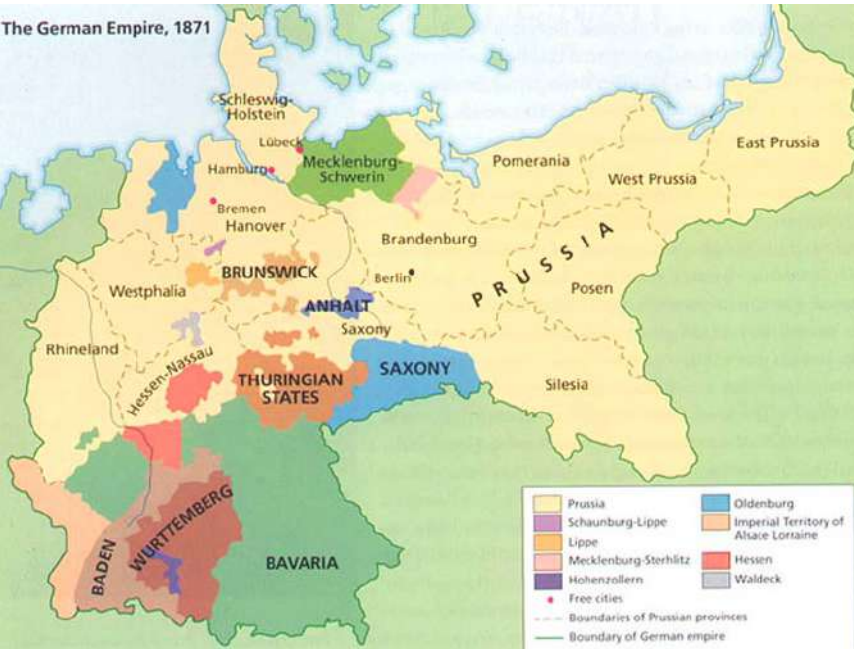 The German Empire, 1871
Schleswig-
Holstein
Lübeck
Hamburg
Mecklenburg-
Schwerin
Pomerania
East Prussia
West Prussia
Bremen
Hanover
Brandenburg
Berlin
PRUSSIA
Posen
BRUNSWICK
Westphalia
ANHALT
Saxony
Rhineland
Hessen-Nassau
THURINGIAN
STATES
SAXONY
Silesia
BADEN
WURTTEMBERG
BAVARIA
Prussia
Schaunburg-Lippe
Lippe
Mecklenburg-Sterhlitz
Hohenzollern
Free cities
Boundaries of Prussian provinces
Boundary of German empire
Oldenburg
Imperial Territory of
Alsace Lorraine
Hessen
Waldeck